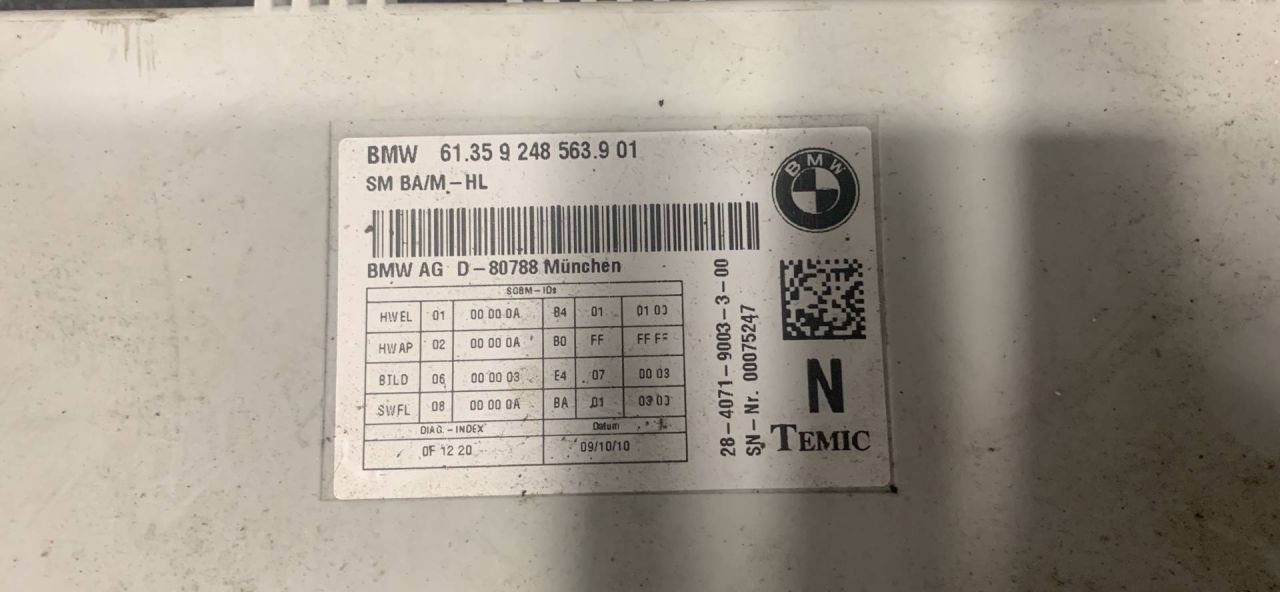 BMW 61.35 9 248 563.9 01
SM BA/M-HL
BMW
BMW AG D-80788 München
SGBM-IDs
HWEL 01 00 00 0A B4 01 01 00
HWAP 02 00 00 0A B0 FF FF FF
BTLD 06 00 00 03 E4 07 00 03
SWFL 08 00 00 0A BA 01 03 00
DIAG.-INDEX Datum
0F 12 20 09/10/10
28-4071-9003-3-00
SN-Nr. 00075247
N
TEMIC